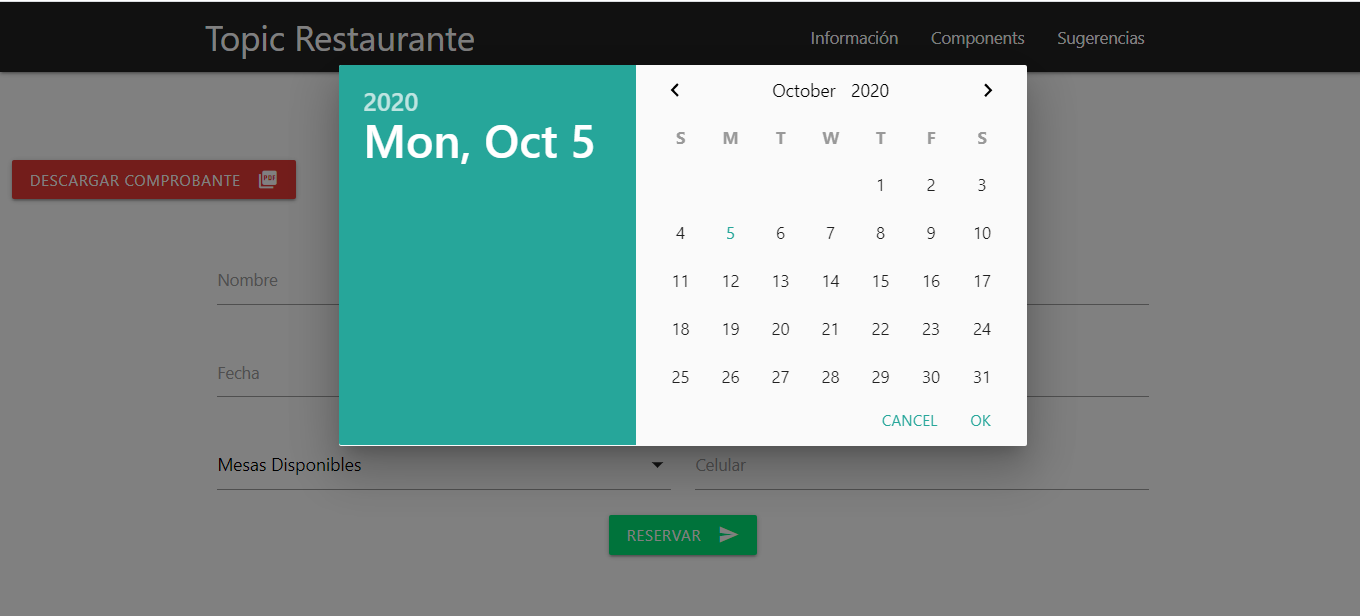 Topic Restaurante Información Components Sugerencias
2020
Mon, Oct 5
October 2020
S M T W T F S
1 2 3
4 5 6 7 8 9 10
11 12 13 14 15 16 17
18 19 20 21 22 23 24
25 26 27 28 29 30 31
CANCEL OK
DESCARGAR COMPROBANTE PDF
Nombre
Fecha
Mesas Disponibles Celular
RESERVAR